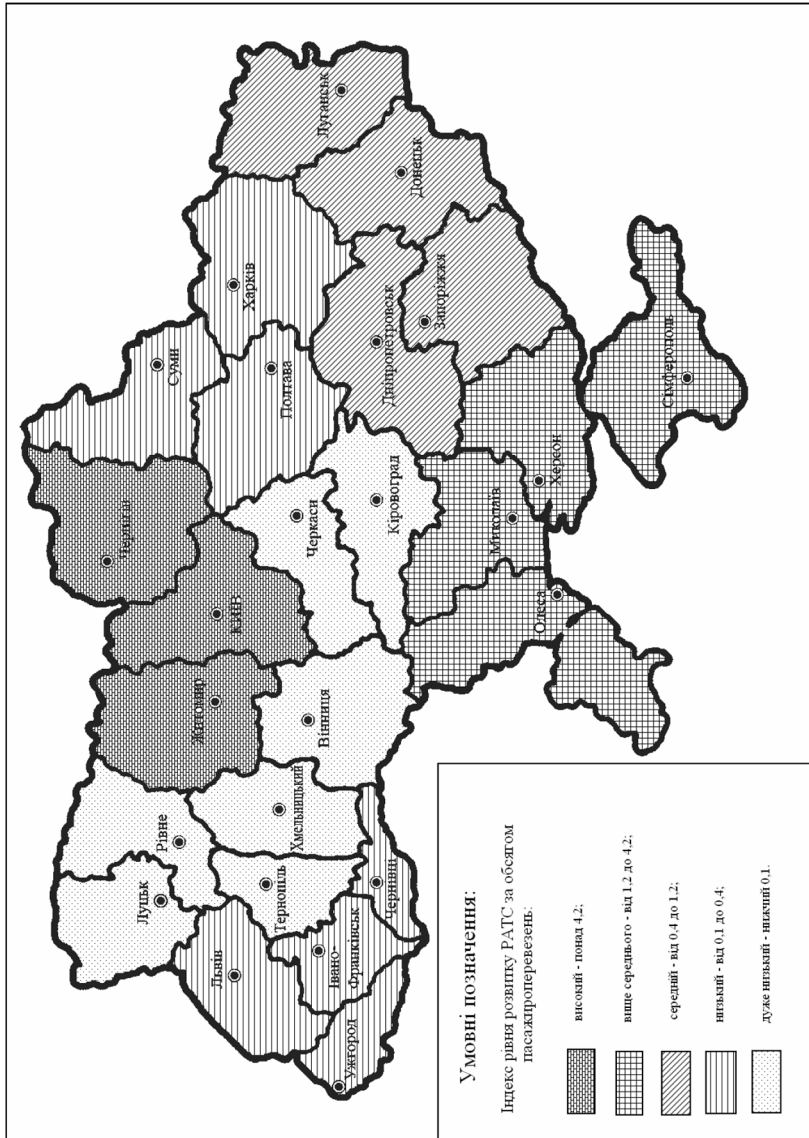 Луцьк
Рівне
Житомир
КИЇВ
Чернігів
Суми
Харків
Луганськ
Львів
Тернопіль
Хмельницький
Вінниця
Черкаси
Полтава
Ужгород
Івано-
Франківськ
Чернівці
Кіровоград
Дніпропетровськ
Донецьк
Запоріжжя
Одеса
Миколаїв
Херсон
Сімферополь
Умовні позначення:
Індекс рівня розвитку РАТС за обсягом
пасажироперевезень:
високий - понад 4,2;
вище середнього - від 1,2 до 4,2;
середній - від 0,4 до 1,2;
низький - від 0,1 до 0,4;
дуже низький - нижчий 0,1.